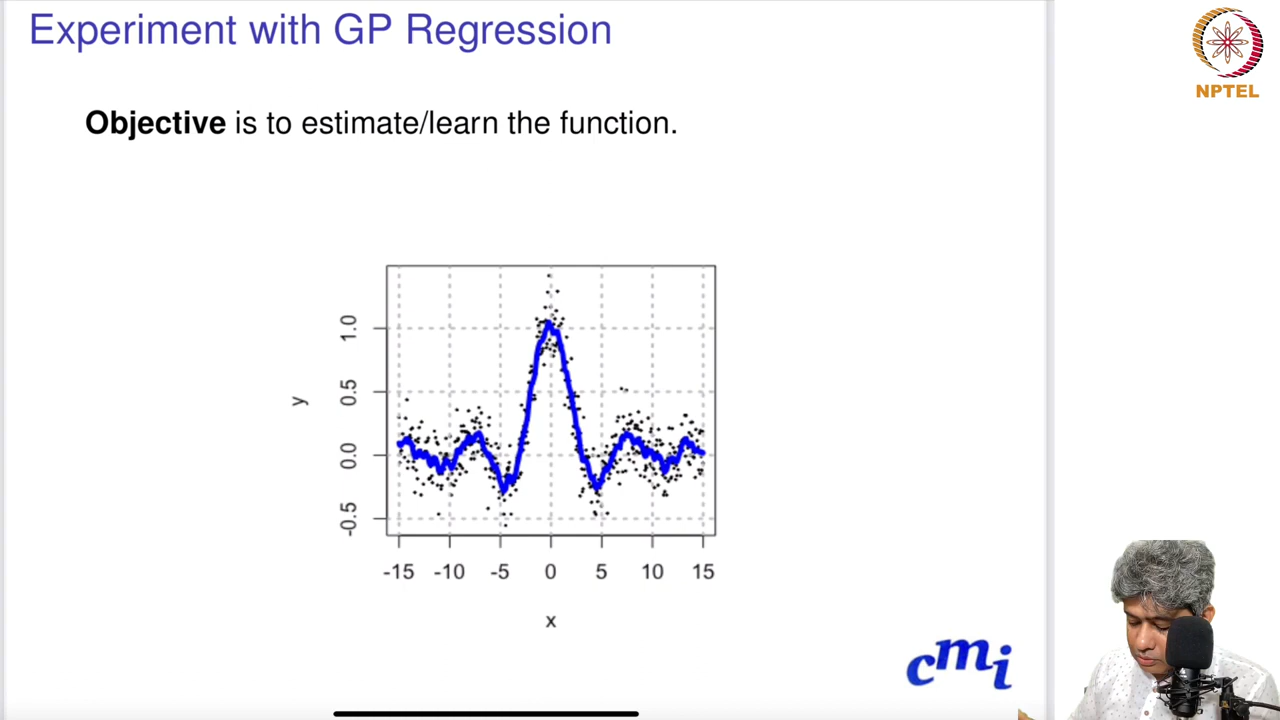 Experiment with GP Regression
NPTEL
Objective is to estimate/learn the function.
y
1.0
0.5
0.0
-0.5
-15 -10 -5 0 5 10 15
x
cmi